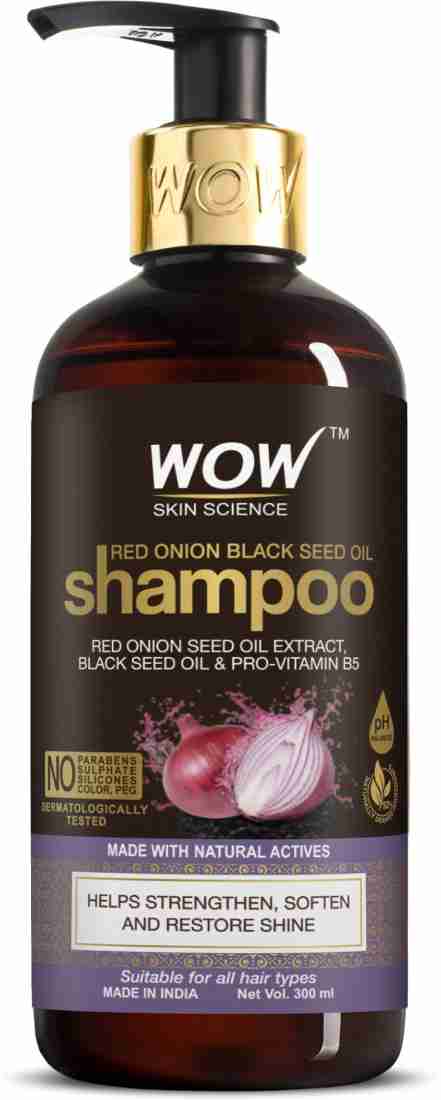 WOW
WOW™
SKIN SCIENCE
RED ONION BLACK SEED OIL
shampoo
RED ONION SEED OIL EXTRACT,
BLACK SEED OIL & PRO-VITAMIN B5
pH
BALANCED
NO PARABENS
SULPHATE
SILICONES
COLOR, PEG
DERMATOLOGICALLY
TESTED
MADE WITH NATURAL ACTIVES
HELPS STRENGTHEN, SOFTEN
AND RESTORE SHINE
Suitable for all hair types
MADE IN INDIA Net Vol. 300 ml